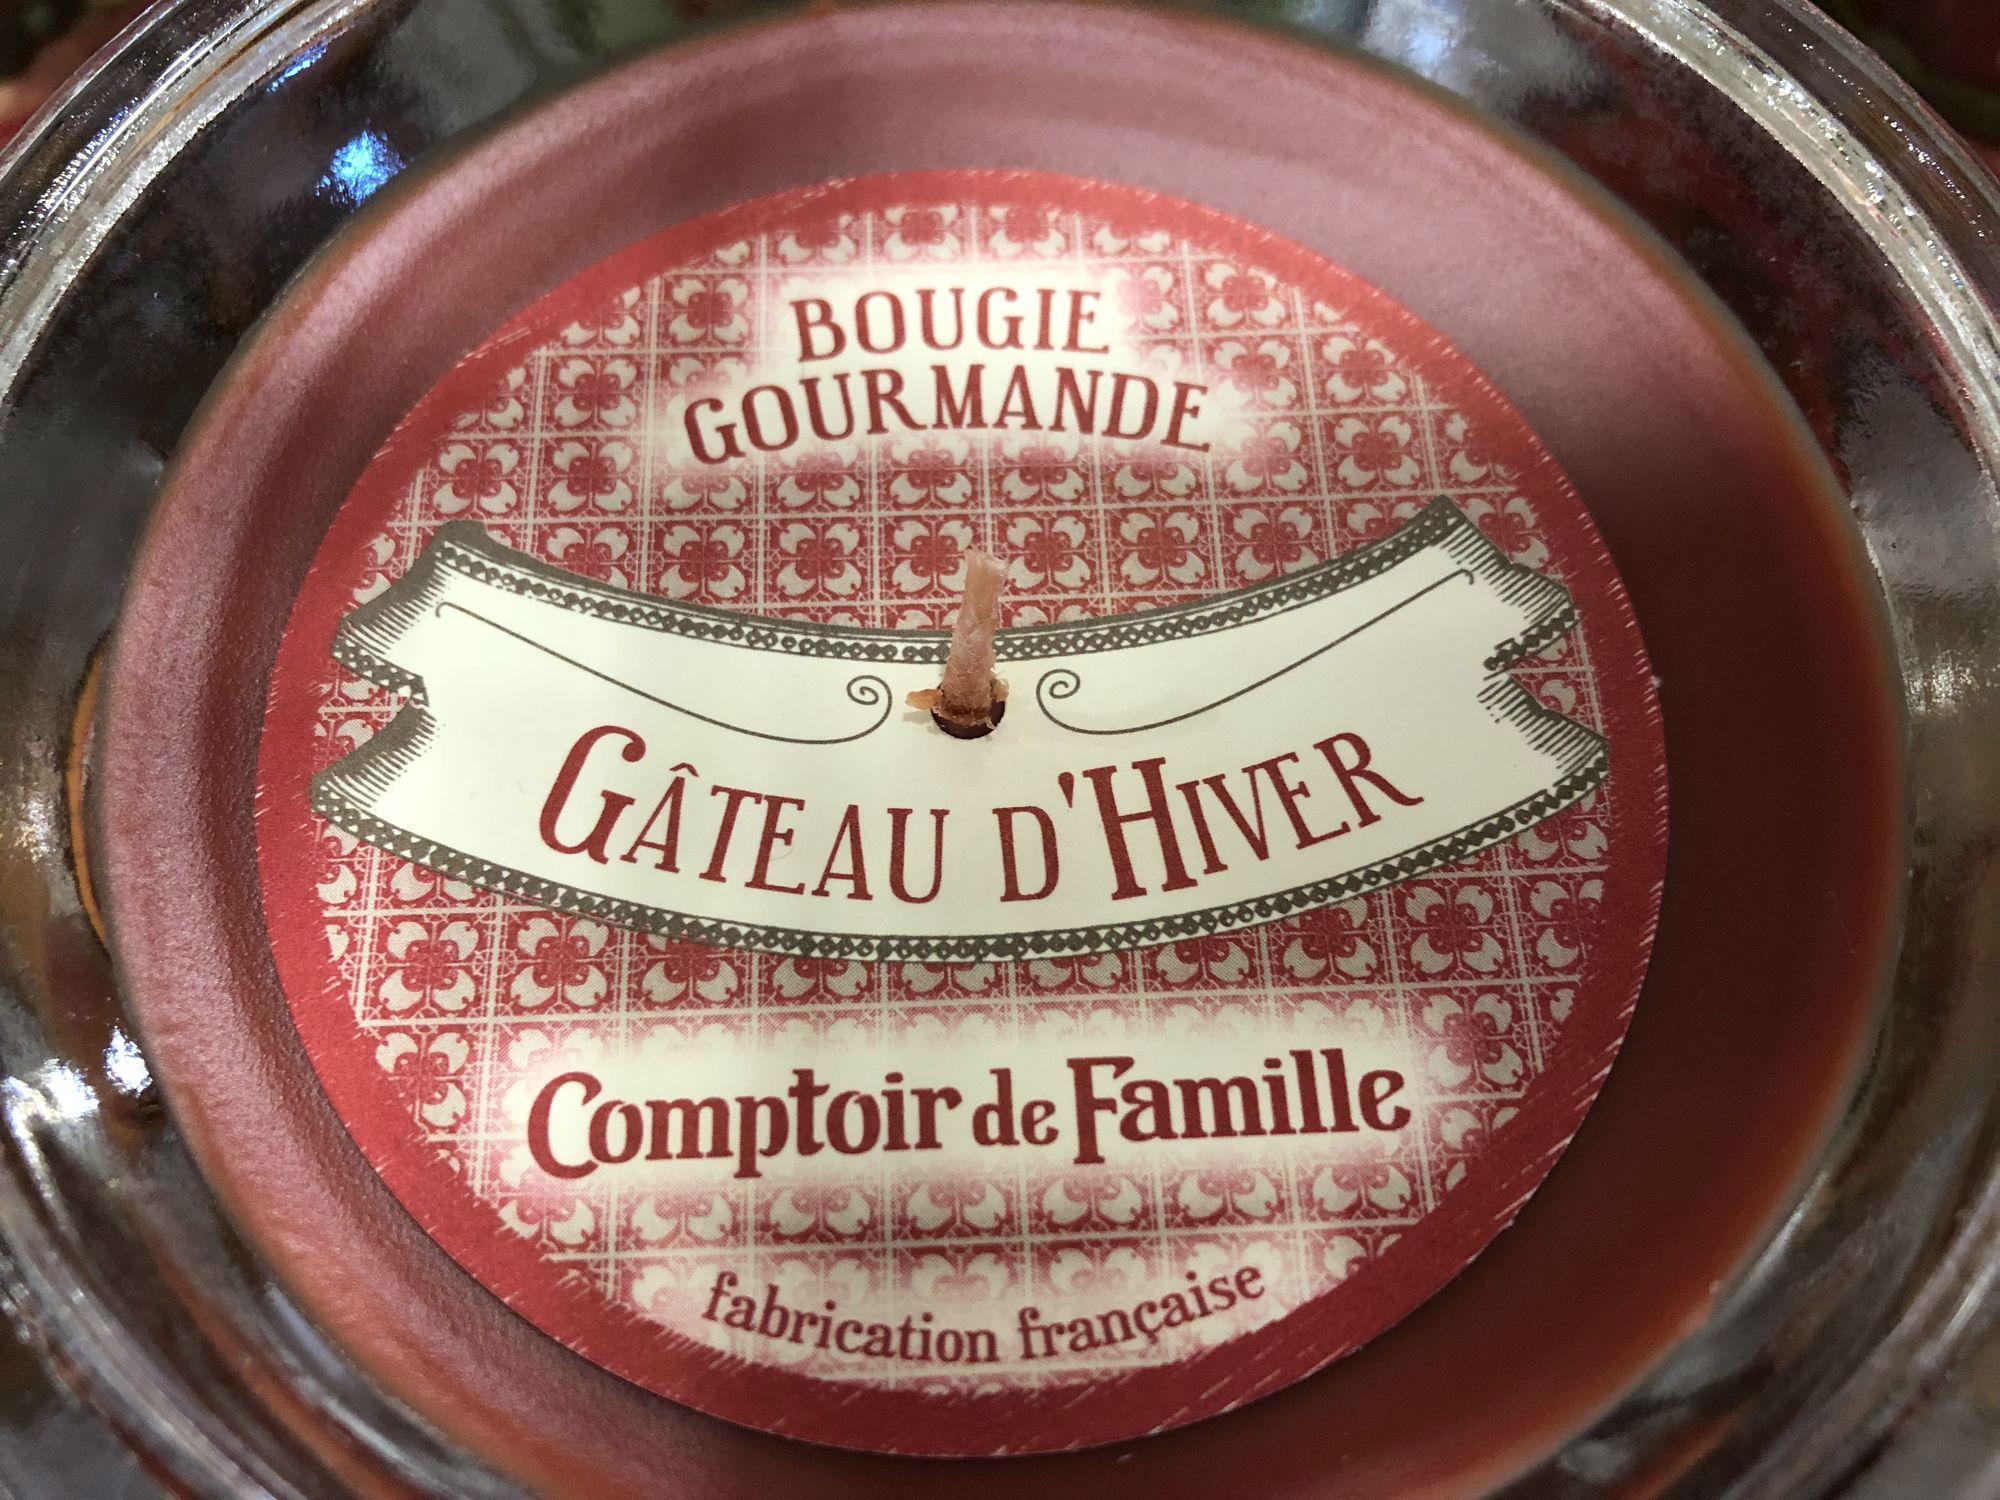 BOUGIE
GOURMANDE
GÂTEAU D'HIVER
Comptoir de Famille
fabrication française